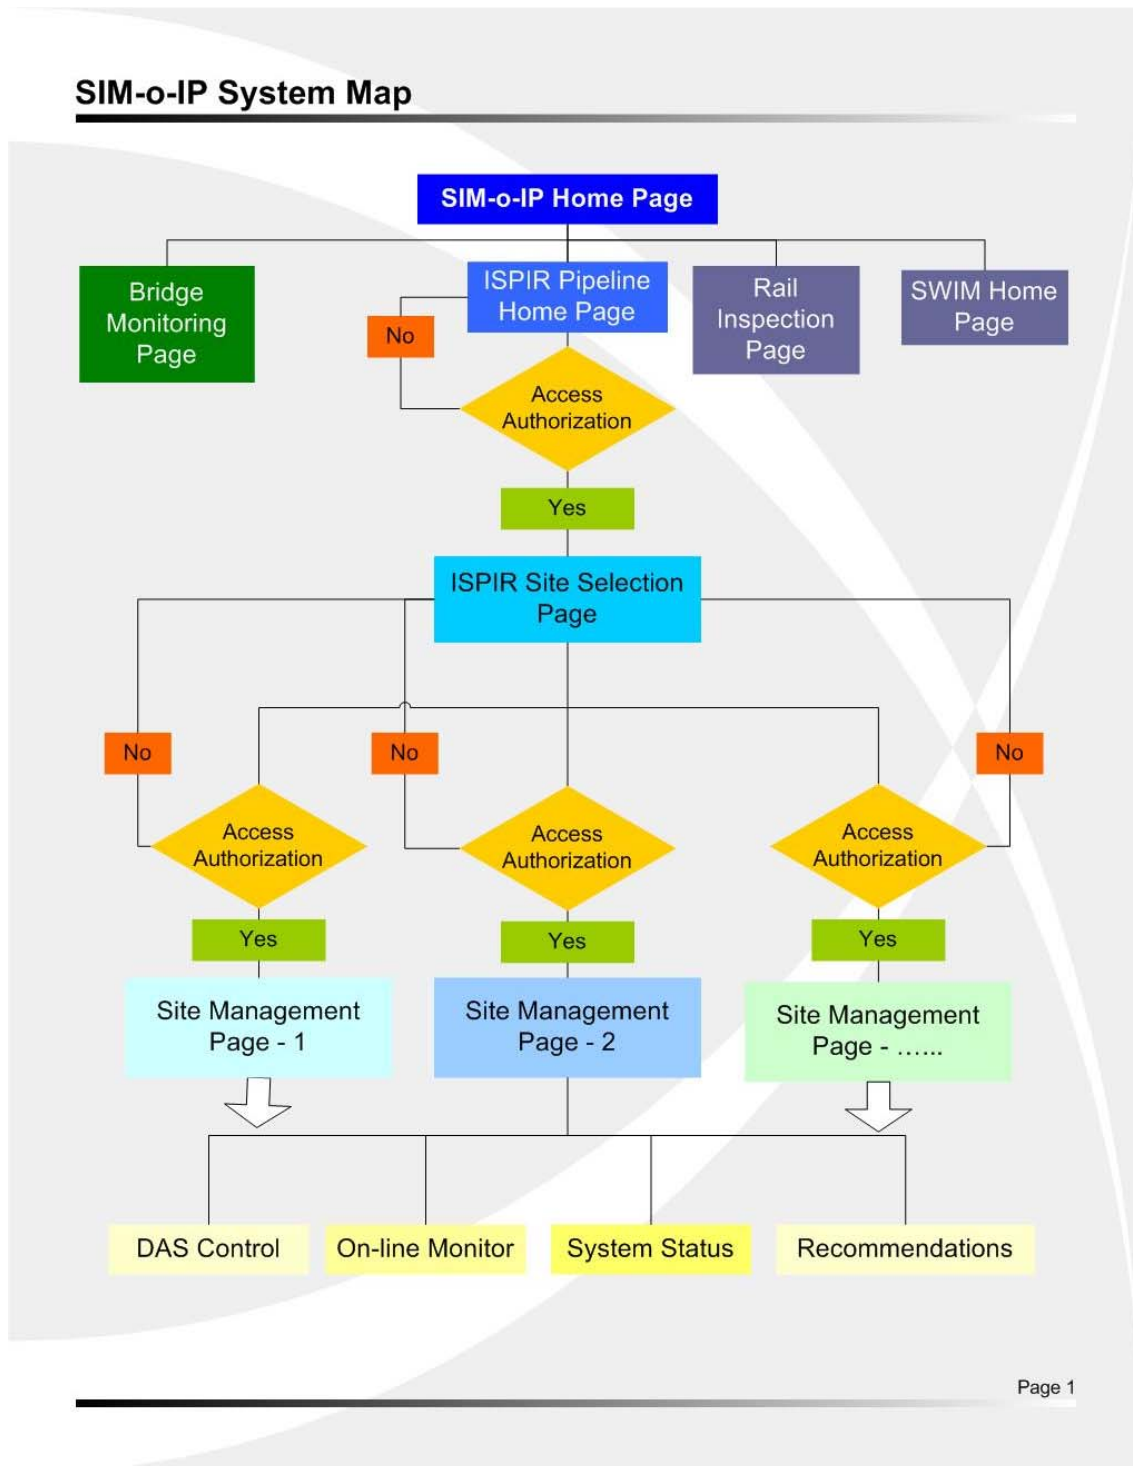 SIM-o-IP System Map
SIM-o-IP Home Page
Bridge
Monitoring
Page
ISPIR Pipeline
Home Page
Rail
Inspection
Page
SWIM Home
Page
No
Access
Authorization
Yes
ISPIR Site Selection
Page
No
No
No
Access
Authorization
Access
Authorization
Access
Authorization
Yes
Yes
Yes
Site Management
Page - 1
Site Management
Page - 2
Site Management
Page - …...
DAS Control
On-line Monitor
System Status
Recommendations
Page 1